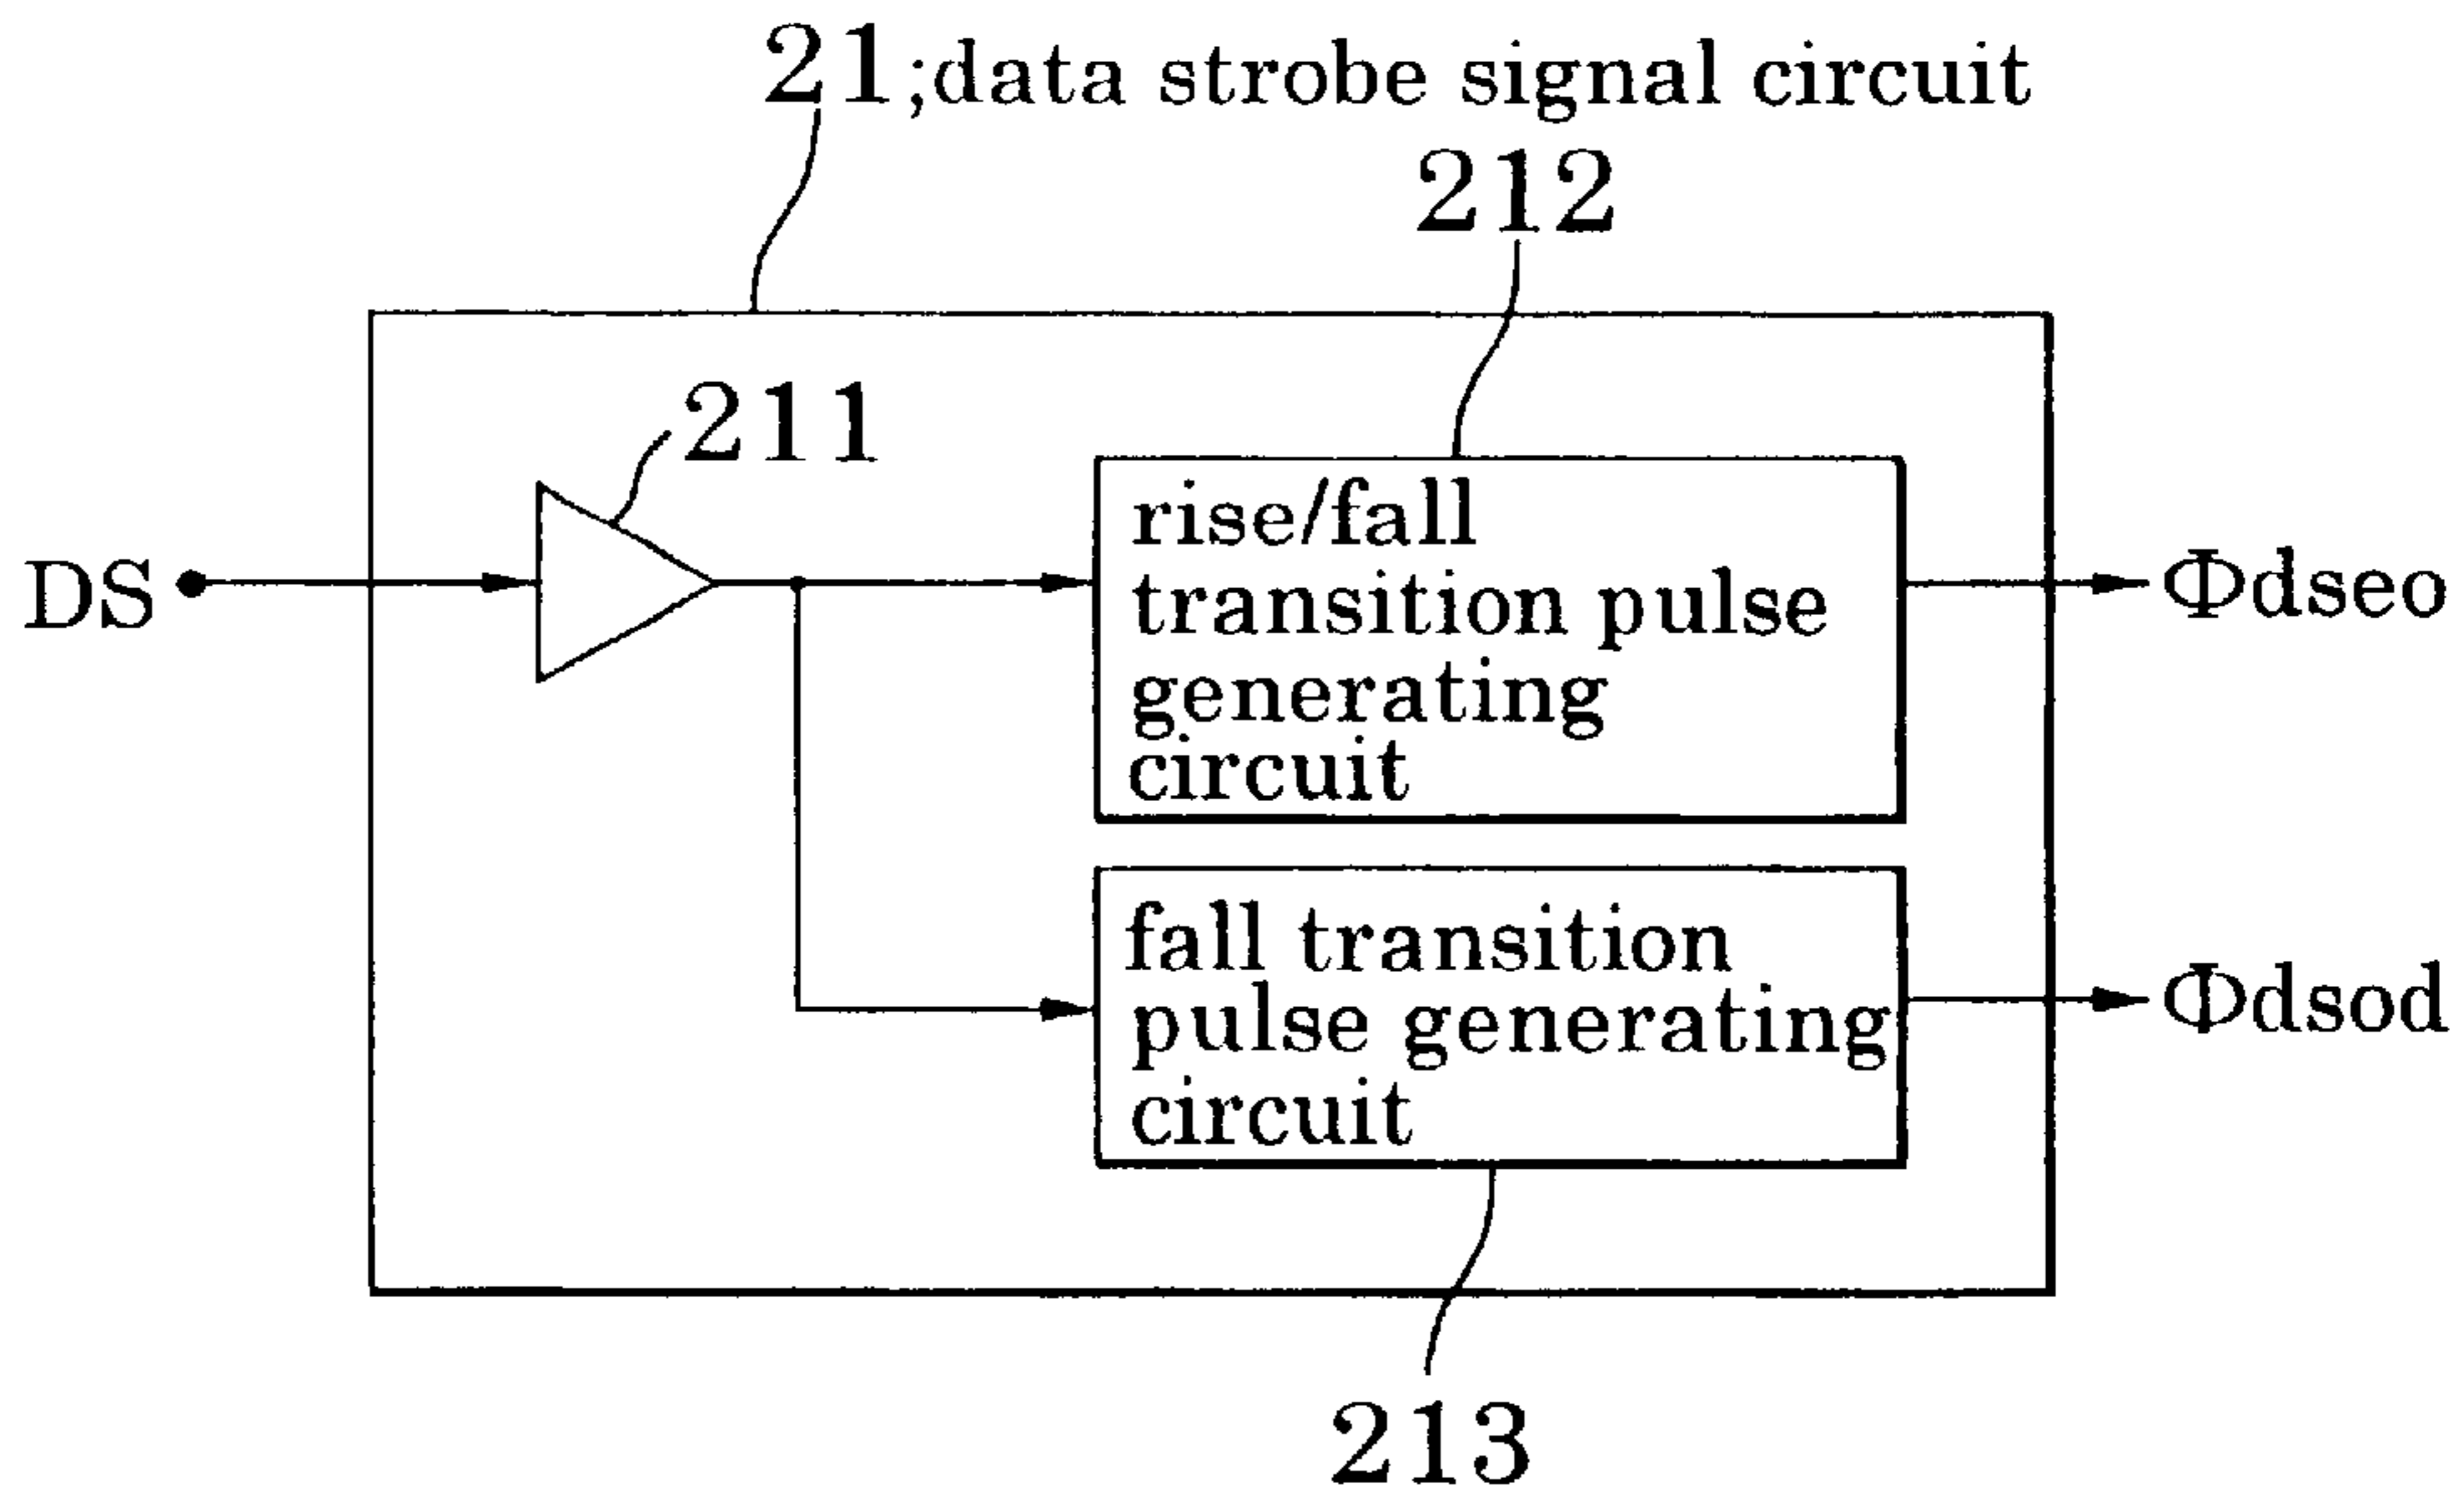 21;data strobe signal circuit
212
211
DS
rise/fall
transition pulse
generating
circuit
Φdseo
fall transition
pulse generating
circuit
Φdsod
213